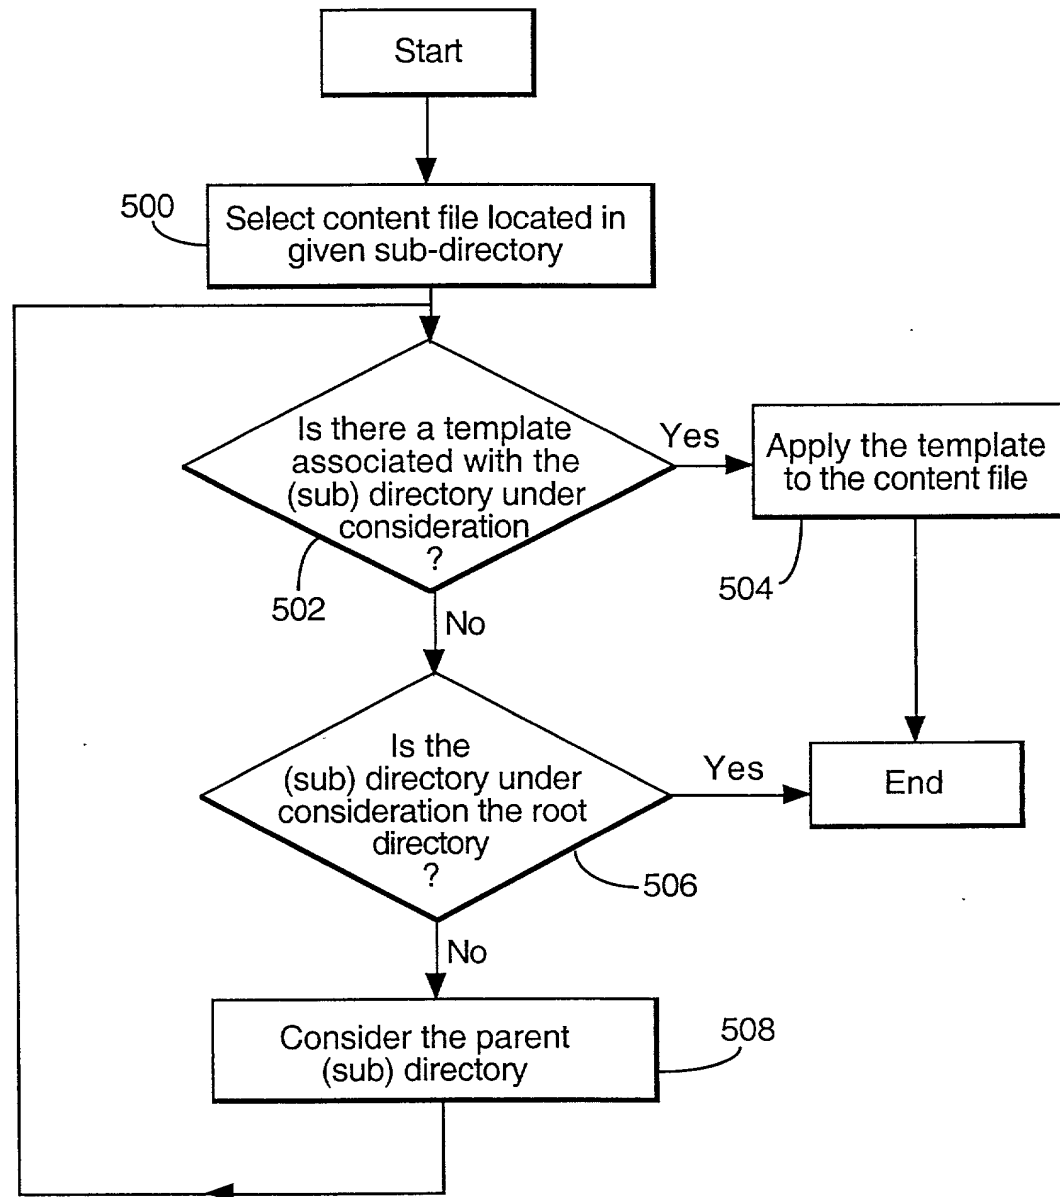 Start
500
Select content file located in
given sub-directory
Is there a template
associated with the
(sub) directory under
consideration
?
502
Yes
Apply the template
to the content file
504
No
Is the
(sub) directory under
consideration the root
directory
?
506
Yes
End
No
Consider the parent
(sub) directory
508